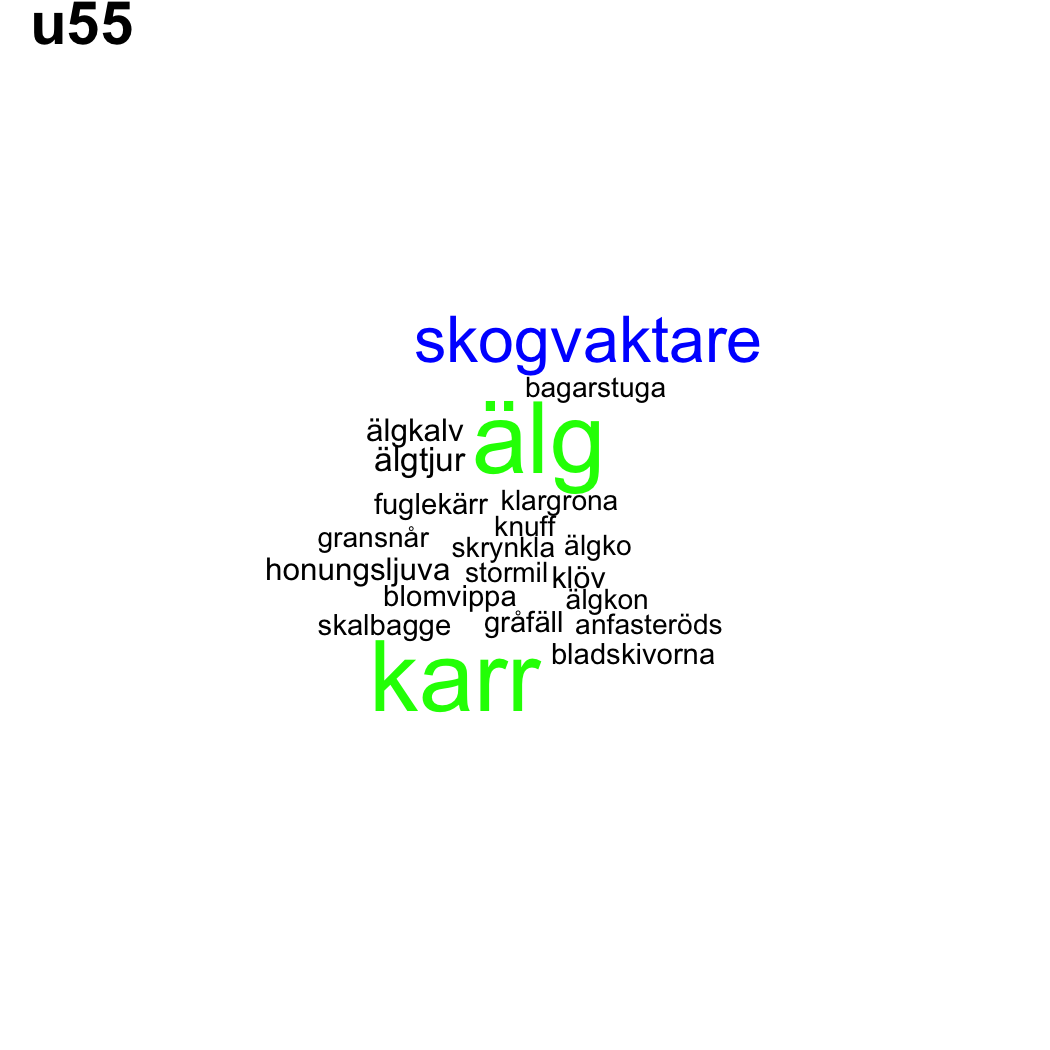 u55
skogvaktare
bagarstuga
älgkalv
älg
älgtjur
fuglekärr klargröna
knuff
gransnår skrynkla älgko
honungsljuva stormil klöv
blomvippa älgkon
skalbagge gråfäll anfasteröds
karr bladskivorna